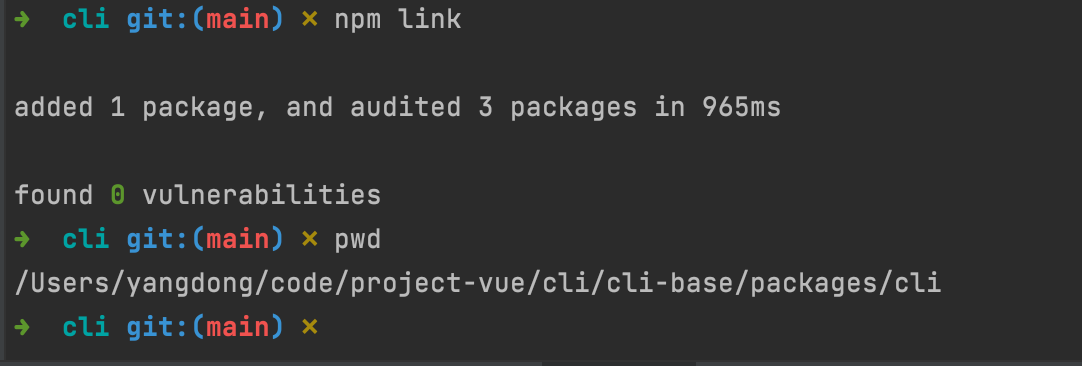 ➜ cli git:(main) ✗ npm link
added 1 package, and audited 3 packages in 965ms
found 0 vulnerabilities
➜ cli git:(main) ✗ pwd
/Users/yangdong/code/project-vue/cli/cli-base/packages/cli
➜ cli git:(main) ✗